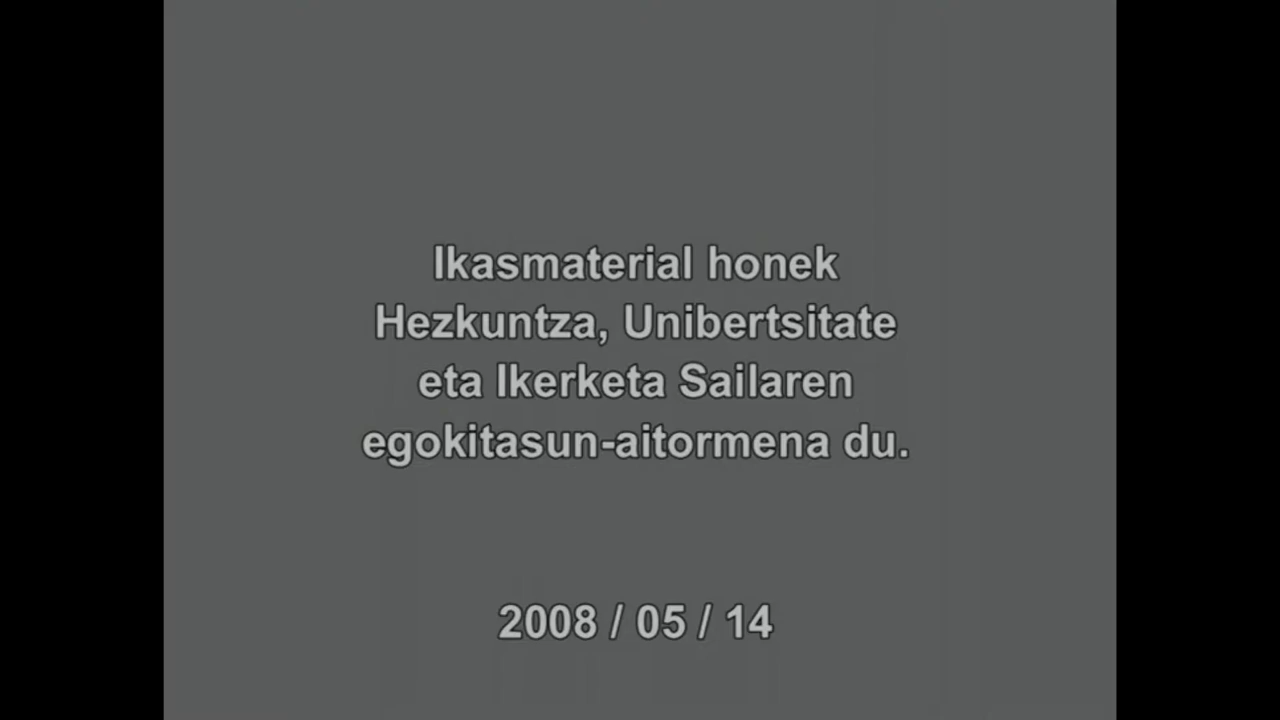 Ikasmaterial honek
Hezkuntza, Unibertsitate
eta Ikerketa Sailaren
egokitasun-aitormena du.
2008 / 05 / 14